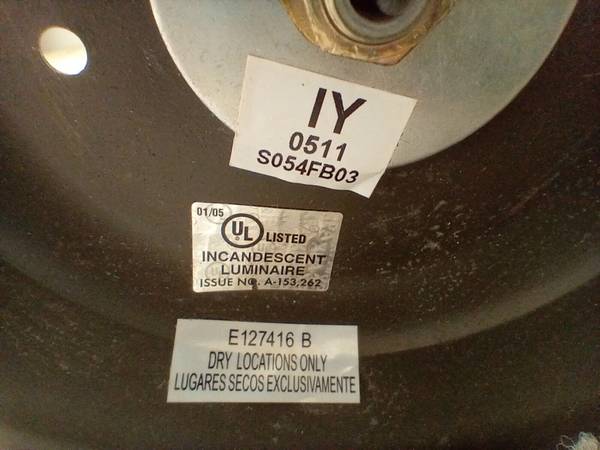 IY
0511
S054FB03
01/05
UL LISTED
INCANDESCENT
LUMINAIRE
ISSUE NO. A-153,262
E127416 B
DRY LOCATIONS ONLY
LUGARES SECOS EXCLUSIVAMENTE